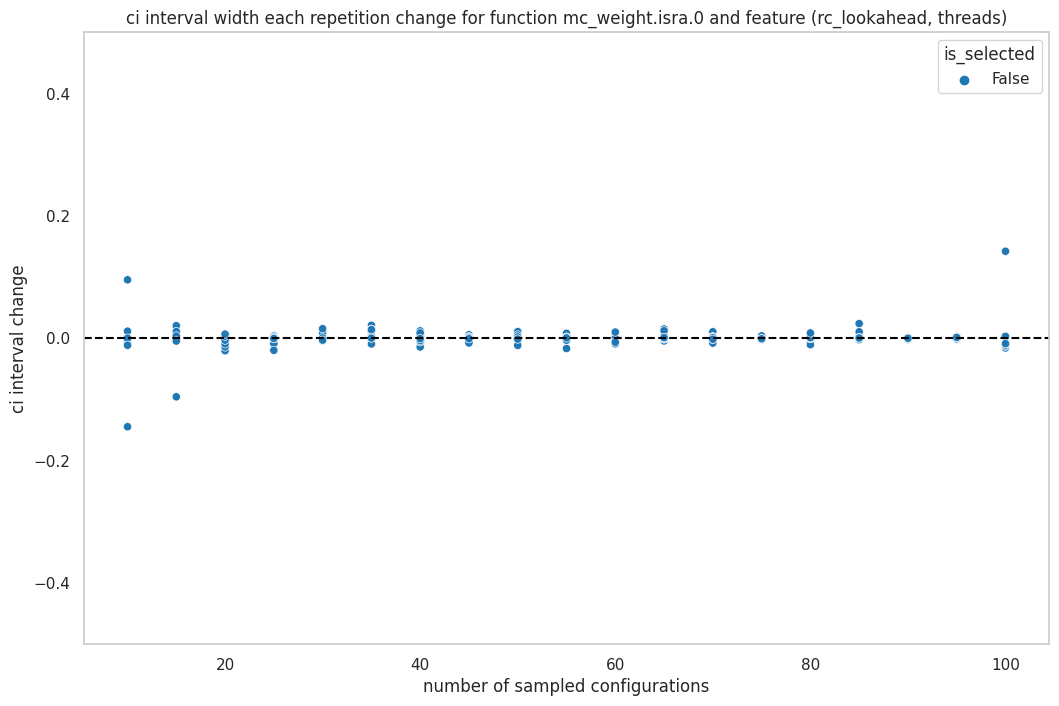 ci interval width each repetition change for function mc_weight.isra.0 and feature (rc_lookahead, threads)
is_selected
False
ci interval change
0.4
0.2
0.0
−0.2
−0.4
20
40
60
80
100
number of sampled configurations